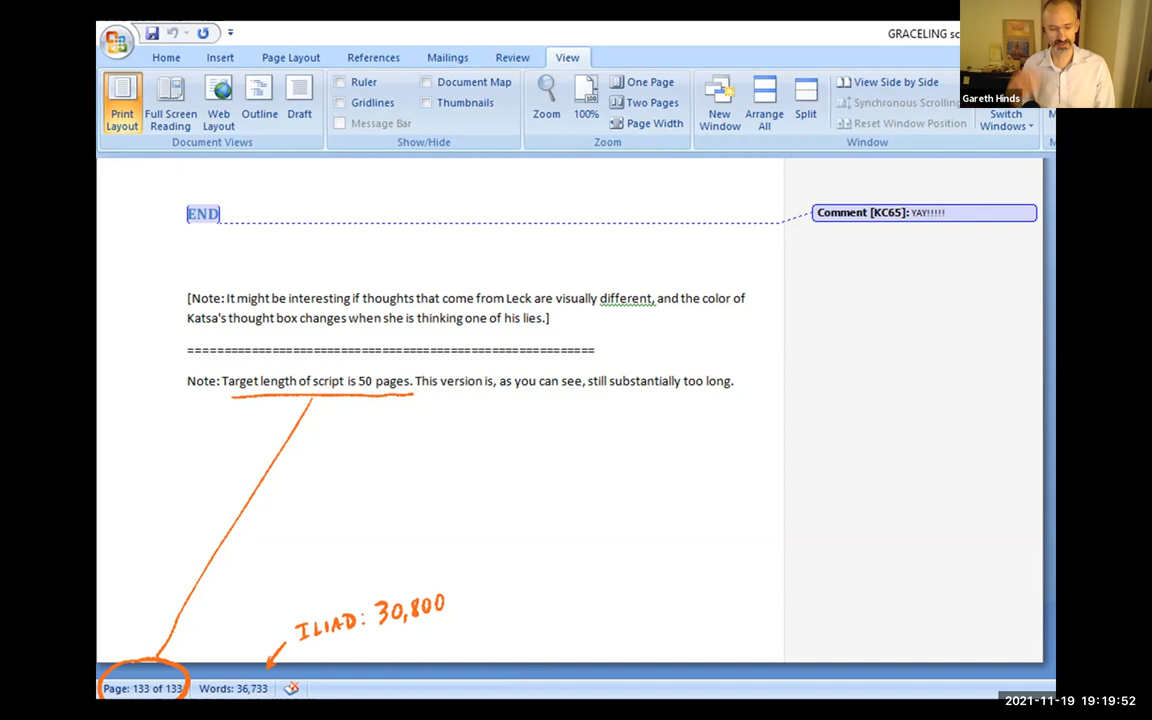 GRACELING sc
Home Insert Page Layout References Mailings Review View
Ruler Document Map One Page View Side by Side
Gridlines Thumbnails Two Pages Synchronous Scrolling
Message Bar Page Width Reset Window Position
Print Layout Full Screen Reading Web Layout Outline Draft Zoom 100% New Window Arrange All Split Switch Windows
Document Views Show/Hide Zoom Window
Gareth Hinds
END
Comment [KC65]: YAY!!!!!
[Note: It might be interesting if thoughts that come from Leck are visually different, and the color of
Katsa's thought box changes when she is thinking one of his lies.]
=======================================================
Note: Target length of script is 50 pages. This version is, as you can see, still substantially too long.
ILIAD: 30,800
Page: 133 of 133 Words: 36,733
2021-11-19 19:19:52